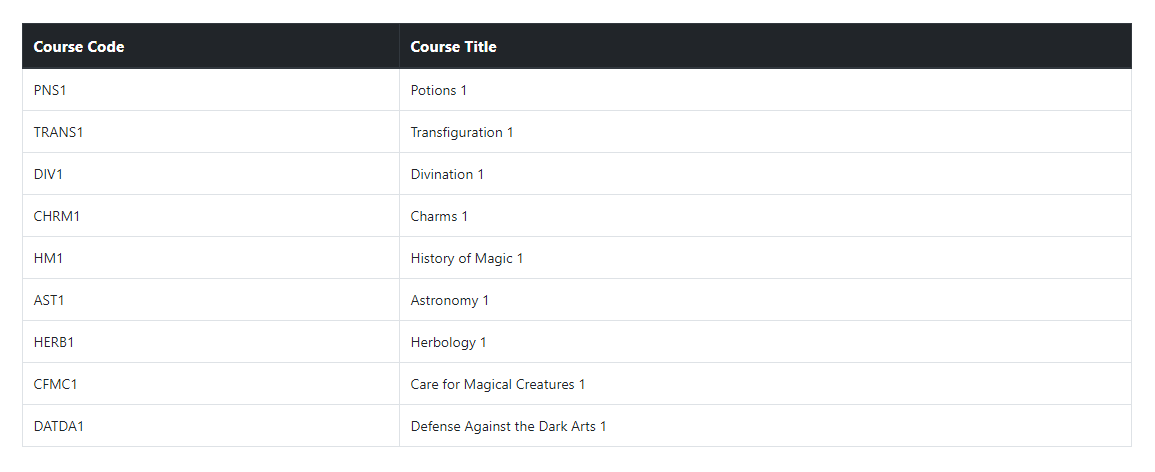 Course Code Course Title
PNS1 Potions 1
TRANS1 Transfiguration 1
DIV1 Divination 1
CHRM1 Charms 1
HM1 History of Magic 1
AST1 Astronomy 1
HERB1 Herbology 1
CFMC1 Care for Magical Creatures 1
DATDA1 Defense Against the Dark Arts 1